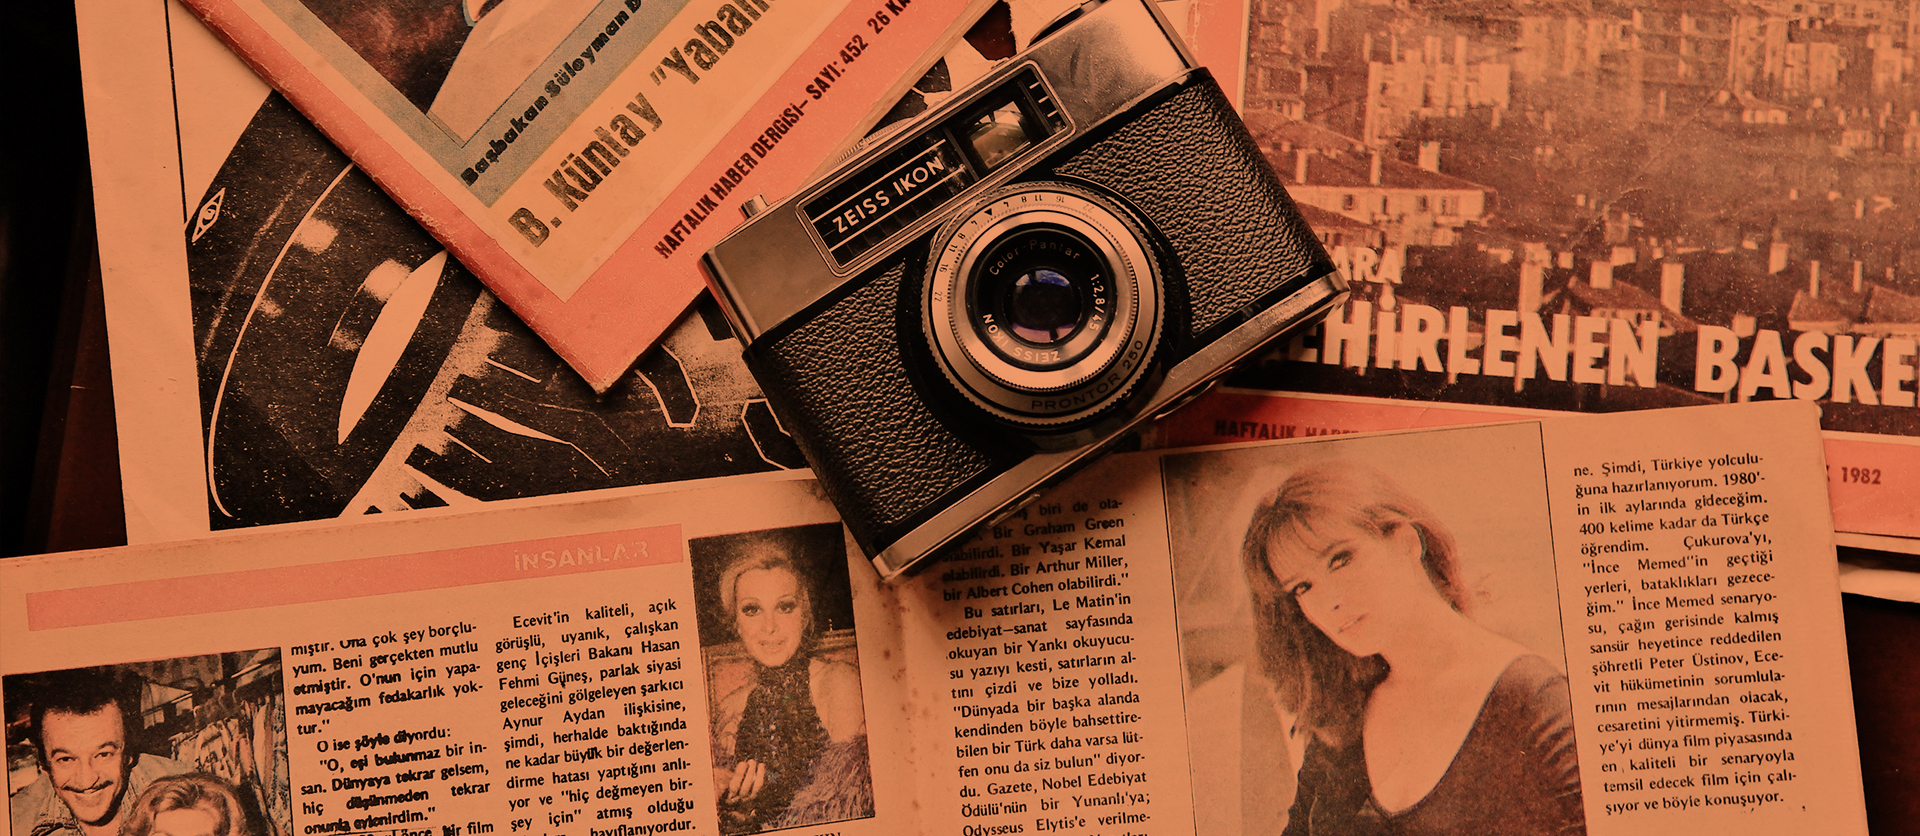 Başbakan Süleyman
B. Küntay "Yaban
HAFTALIK HABER DERGİSİ— SAYI: 452 26
ZEISS IKON
Color-Pantar 1:2.8/45
ZEISS IKON
PRONTOR 250
ARA
EHİRLENEN BAŞKE
HAFTALIK
1982
İNSANLAR
miştir. Ona çok şey borçlu-
yum. Beni gerçekten mutlu
etmiştir. O'nun için yapa-
mayacağım fedakarlık yok-
tur."
O ise şöyle diyordu:
"O, eşi bulunmaz bir in-
san. Dünyaya tekrar gelsem,
hiç düşünmeden tekrar
onunla evlenirdim."
bir film
Ecevit'in kaliteli, açık
görüşlü, uyanık, çalışkan
genç İçişleri Bakanı Hasan
Fehmi Güneş, parlak siyasi
geleceğini gölgeleyen şarkıcı
Aynur Aydan ilişkisine,
şimdi, herhalde baktığında
ne kadar büyük bir değerlen-
dirme hatası yaptığını anlı-
yor ve "hiç değmeyen bir-
şey için" atmış olduğu
hayıflanıyordur.
biri de ola-
Bir Graham Green
olabilirdi. Bir Yaşar Kemal
olabilirdi. Bir Arthur Miller,
bir Albert Cohen olabilirdi."
Bu satırları, Le Matin'in
edebiyat—sanat sayfasında
okuyan bir Yankı okuyucu-
su yazıyı kesti, satırların al-
tını çizdi ve bize yolladı.
"Dünyada bir başka alanda
kendinden böyle bahsettire-
bilen bir Türk daha varsa lüt-
fen onu da siz bulun" diyor-
du. Gazete, Nobel Edebiyat
Ödülü'nün bir Yunanlı'ya;
Odysseus Elytis'e verilme-
ne. Şimdi, Türkiye yolculu-
ğuna hazırlanıyorum. 1980'-
in ilk aylarında gideceğim.
400 kelime kadar da Türkçe
öğrendim. Çukurova'yı,
"İnce Memed"in geçtiği
yerleri, bataklıkları gezece-
ğim." İnce Memed senaryo-
su, çağın gerisinde kalmış
sansür heyetince reddedilen
şöhretli Peter Üstinov, Ece-
vit hükümetinin sorumlula-
rının mesajlarından olacak,
cesaretini yitirmemiş. Türki-
ye'yi dünya film piyasasında
en kaliteli bir senaryoyla
temsil edecek film için çalı-
şıyor ve böyle konuşuyor.